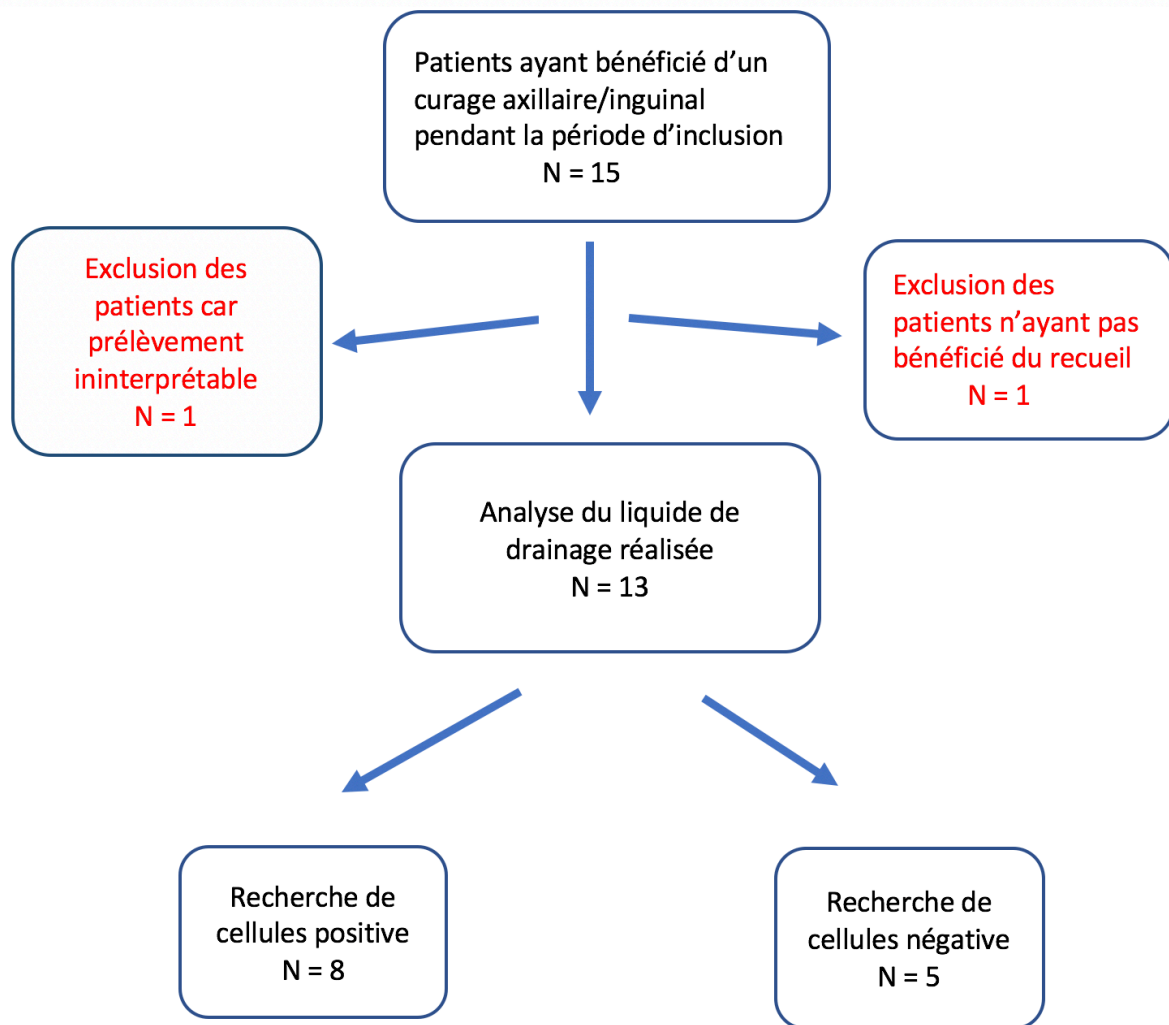 Patients ayant bénéficié d’un
curage axillaire/inguinal
pendant la période d’inclusion
N = 15
Exclusion des
patients car
prélèvement
ininterprétable
N = 1
Exclusion des
patients n’ayant pas
bénéficié du recueil
N = 1
Analyse du liquide de
drainage réalisée
N = 13
Recherche de
cellules positive
N = 8
Recherche de
cellules négative
N = 5